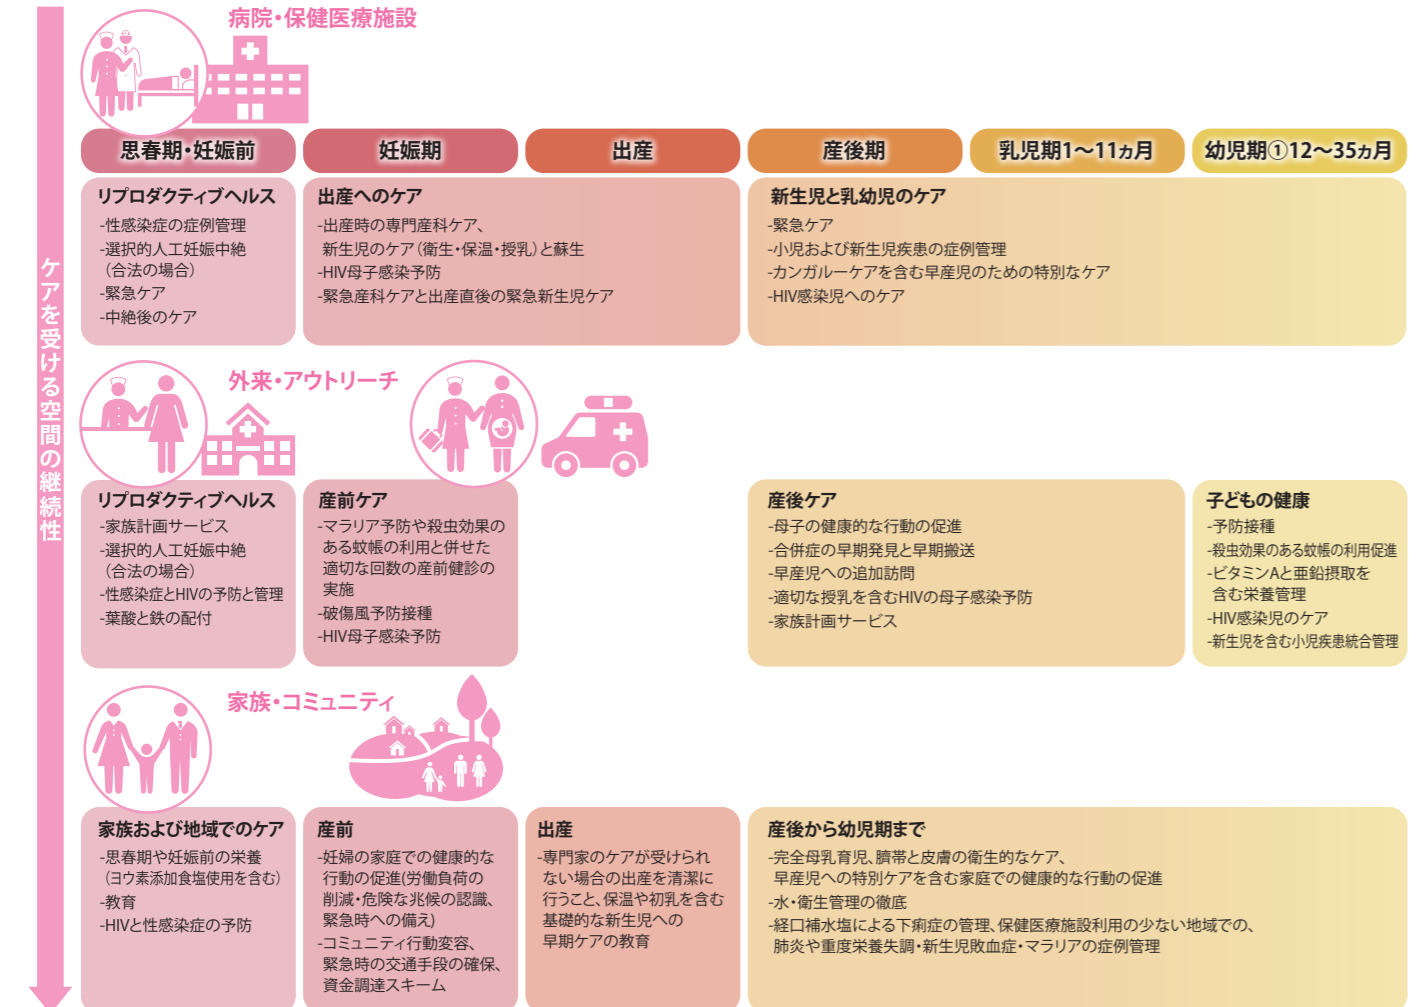 ケアを受ける空間の継続性
病院・保健医療施設
思春期・妊娠前
妊娠期
出産
産後期
乳児期1〜11ヵ月
幼児期①12〜35ヵ月
リプロダクティブヘルス
-性感染症の症例管理
-選択的人工妊娠中絶
（合法の場合）
-緊急ケア
-中絶後のケア
出産へのケア
-出産時の専門産科ケア、
新生児のケア（衛生・保温・授乳）と蘇生
-HIV母子感染予防
-緊急産科ケアと出産直後の緊急新生児ケア
新生児と乳幼児のケア
-緊急ケア
-小児および新生児疾患の症例管理
-カンガルーケアを含む早産児のための特別なケア
-HIV感染児へのケア
外来・アウトリーチ
リプロダクティブヘルス
-家族計画サービス
-選択的人工妊娠中絶
（合法の場合）
-性感染症とHIVの予防と管理
-葉酸と鉄の配付
産前ケア
-マラリア予防や殺虫効果の
ある蚊帳の利用と併せた
適切な回数の産前健診の
実施
-破傷風予防接種
-HIV母子感染予防
産後ケア
-母子の健康的な行動の促進
-合併症の早期発見と早期搬送
-早産児への追加訪問
-適切な授乳を含むHIVの母子感染予防
-家族計画サービス
子どもの健康
-予防接種
-殺虫効果のある蚊帳の利用促進
-ビタミンAと亜鉛摂取を
含む栄養管理
-HIV感染児のケア
-新生児を含む小児疾患統合管理
家族・コミュニティ
家族および地域でのケア
-思春期や妊娠前の栄養
（ヨウ素添加食塩使用を含む）
-教育
-HIVと性感染症の予防
産前
-妊婦の家庭での健康的な
行動の促進(労働負荷の
削減・危険な兆候の認識、
緊急時への備え)
-コミュニティ行動変容、
緊急時の交通手段の確保、
資金調達スキーム
出産
-専門家のケアが受けられ
ない場合の出産を清潔に
行うこと、保温や初乳を含む
基礎的な新生児への
早期ケアの教育
産後から幼児期まで
-完全母乳育児、臍帯と皮膚の衛生的なケア、
早産児への特別ケアを含む家庭での健康的な行動の促進
-水・衛生管理の徹底
-経口補水塩による下痢症の管理、保健医療施設利用の少ない地域での、
肺炎や重度栄養失調・新生児敗血症・マラリアの症例管理